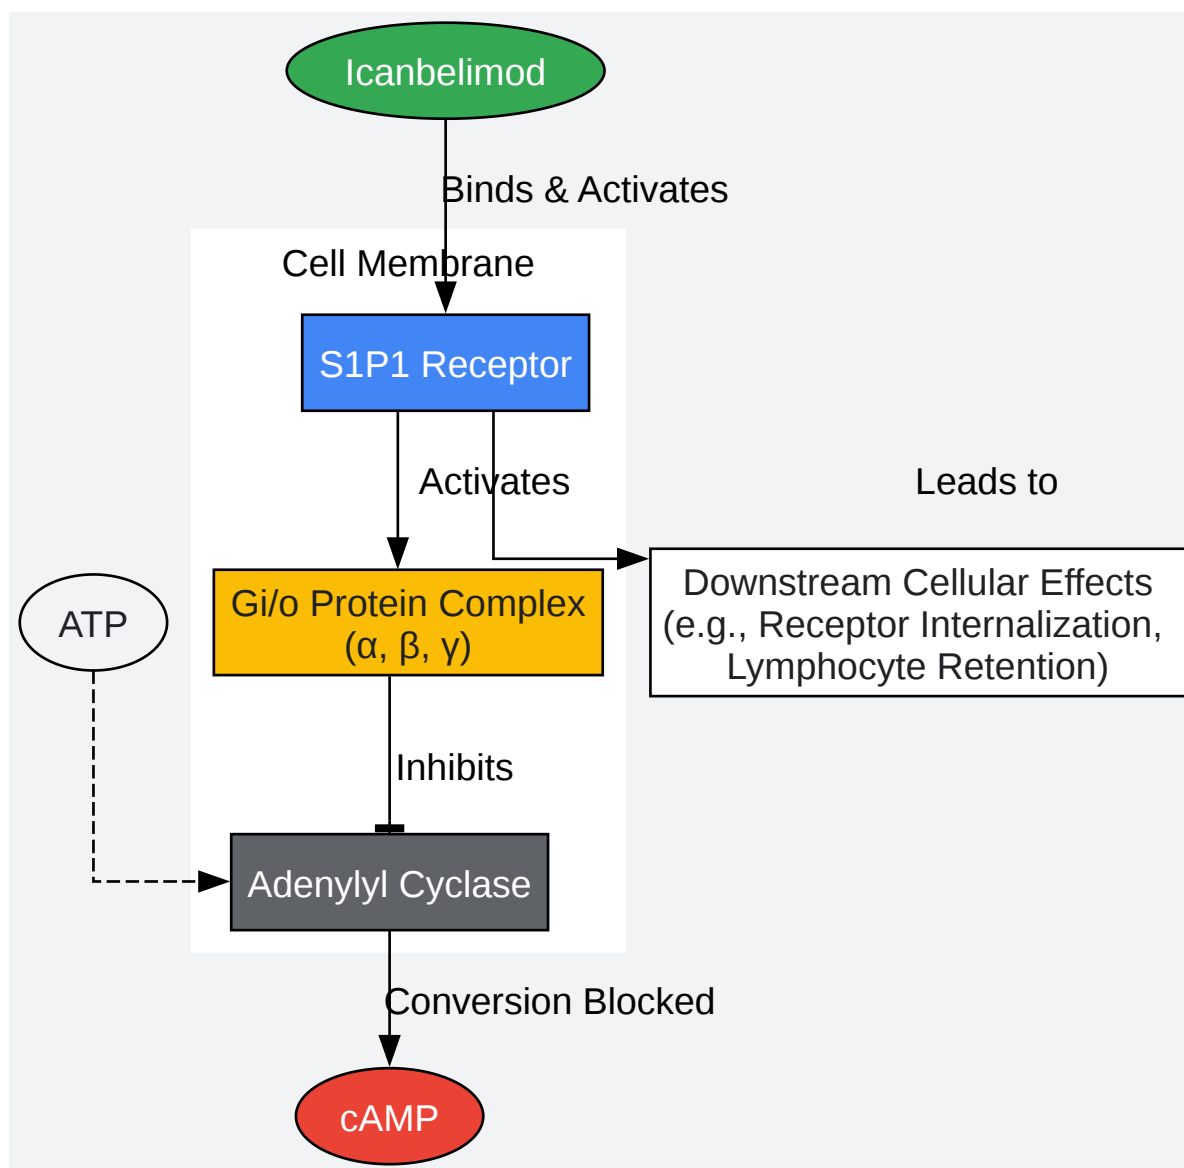 Icanbelimod
Binds & Activates
Cell Membrane
S1P1 Receptor
Activates
Leads to
Gi/o Protein Complex
(α, β, γ)
Downstream Cellular Effects
(e.g., Receptor Internalization,
Lymphocyte Retention)
ATP
Inhibits
Adenylyl Cyclase
Conversion Blocked
cAMP